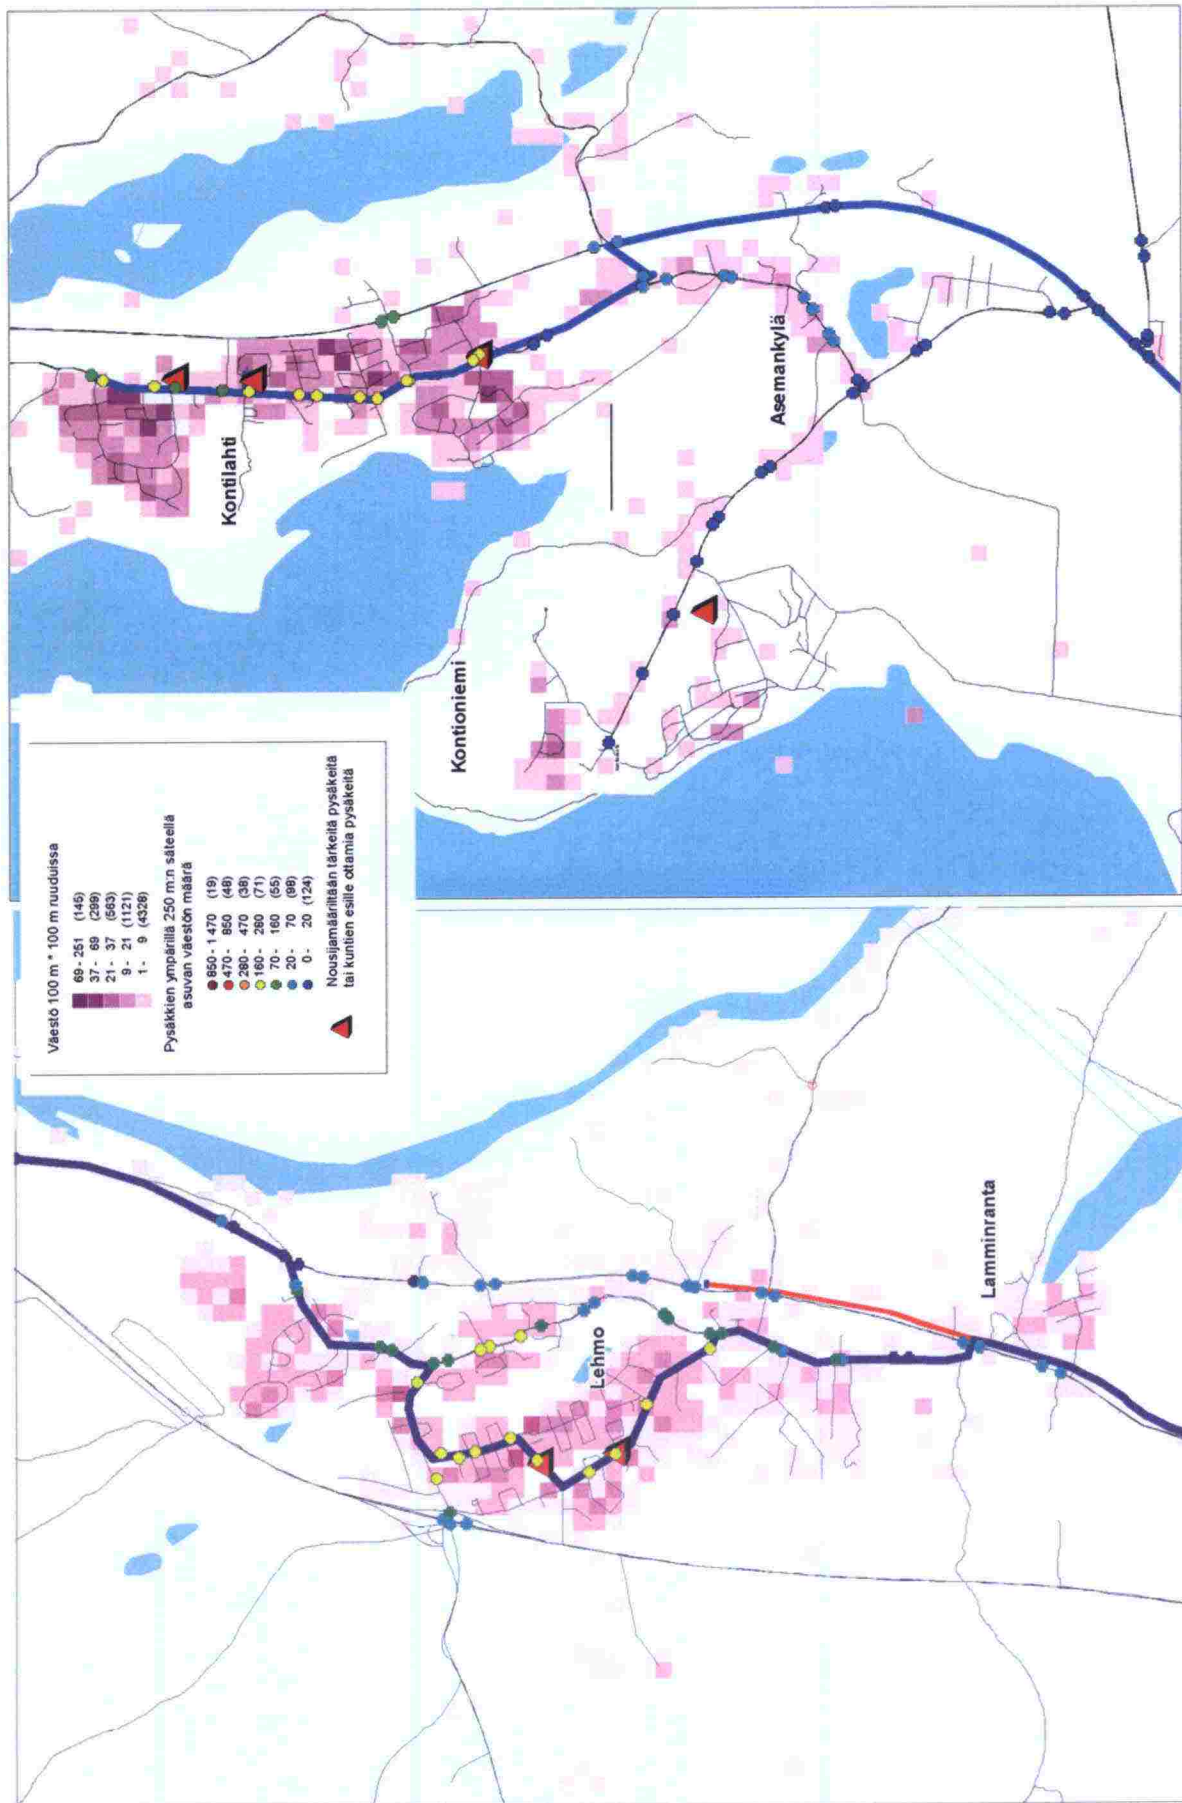 Väestö 100 m * 100 m ruuduissa
69 - 251 (145)
37 - 69 (299)
21 - 37 (563)
9 - 21 (1121)
1 - 9 (4328)
Pysäkkien ympärillä 250 m:n säteellä
asuvan väestön määrä
850 - 1 470 (19)
470 - 850 (48)
280 - 470 (38)
160 - 280 (71)
70 - 160 (55)
20 - 70 (98)
0 - 20 (124)
Nousijamääriltään tärkeitä pysäkeitä
tai kuntien esille ottamia pysäkeitä
Kontilahti
Kontioniemi
Asemankylä
Lehmo
Lamminranta